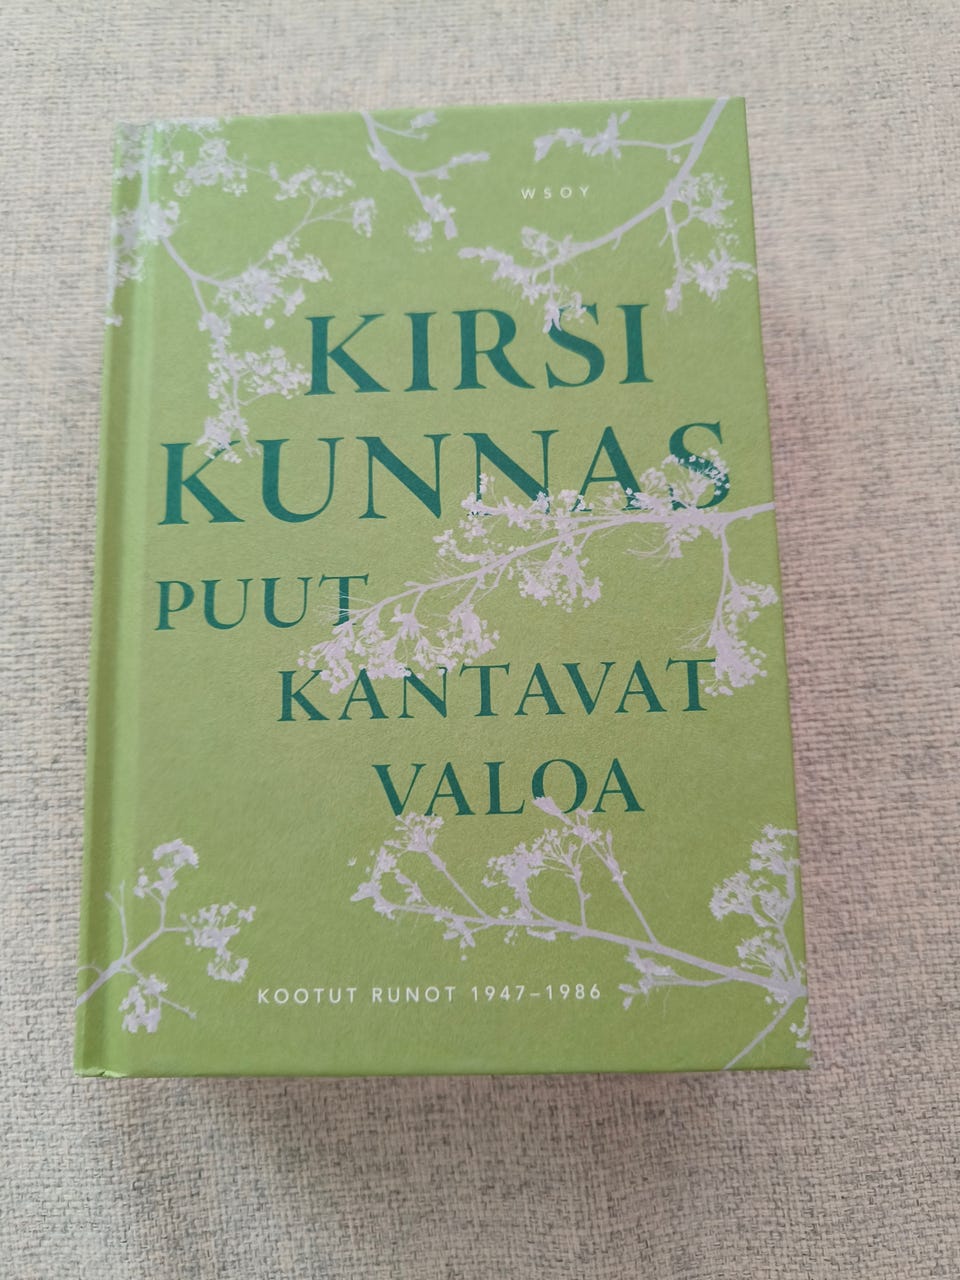 WSOY
KIRSI
KUNNAS
PUUT
KANTAVAT
VALOA
KOOTUT RUNOT 1947–1986